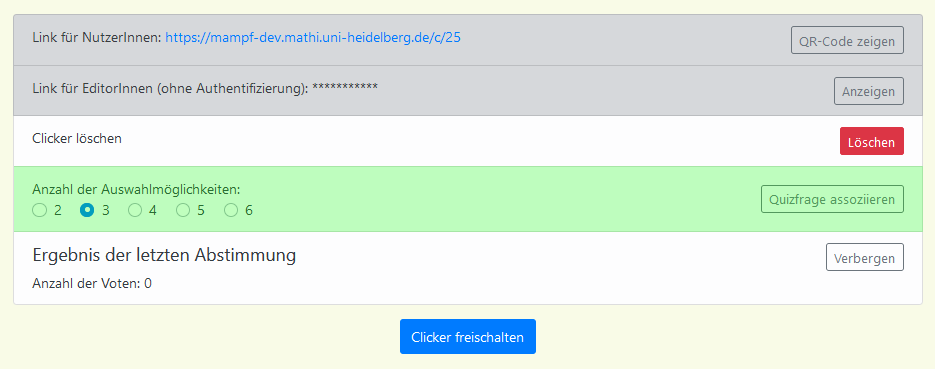 Link für NutzerInnen: https://mampf-dev.mathi.uni-heidelberg.de/c/25
QR-Code zeigen
Link für EditorInnen (ohne Authentifizierung): ***********
Anzeigen
Clicker löschen
Löschen
Anzahl der Auswahlmöglichkeiten:
2 3 4 5 6
Quizfrage assoziieren
Ergebnis der letzten Abstimmung
Verbergen
Anzahl der Voten: 0
Clicker freischalten